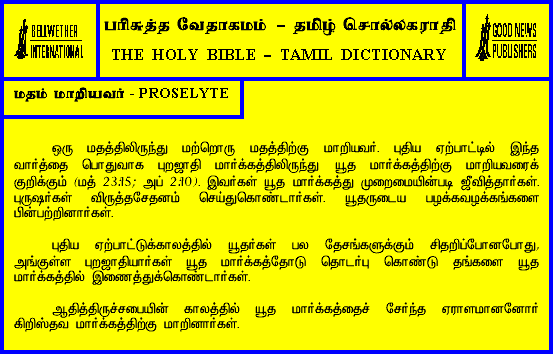 BELLWETHER
INTERNATIONAL
பரிசுத்த வேதாகமம் – தமிழ் சொல்லகராதி
THE HOLY BIBLE – TAMIL DICTIONARY
GOOD NEWS
PUBLISHERS
மதம் மாறியவர் - PROSELYTE
ஒரு மதத்திலிருந்து மற்றொரு மதத்திற்கு மாறியவர். புதிய ஏற்பாட்டில் இந்த
வார்த்தை பொதுவாக புறஜாதி மார்க்கத்திலிருந்து யூத மார்க்கத்திற்கு மாறியவரைக்
குறிக்கும் (மத் 23:15; அப் 2:10). இவர்கள் யூத மார்க்கத்து முறைமையின்படி ஜீவித்தார்கள்.
புருஷர்கள் விருத்தசேதனம் செய்துகொண்டார்கள். யூதருடைய பழக்கவழக்கங்களை
பின்பற்றினார்கள்.
புதிய ஏற்பாட்டுக்காலத்தில் யூதர்கள் பல தேசங்களுக்கும் சிதறிப்போனபோது,
அங்குள்ள புறஜாதியார்கள் யூத மார்க்கத்தோடு தொடர்பு கொண்டு தங்களை யூத
மார்க்கத்தில் இணைத்துக்கொண்டார்கள்.
ஆதித்திருச்சபையின் காலத்தில் யூத மார்க்கத்தைச் சேர்ந்த ஏராளமானனோர்
கிறிஸ்தவ மார்க்கத்திற்கு மாறினார்கள்.